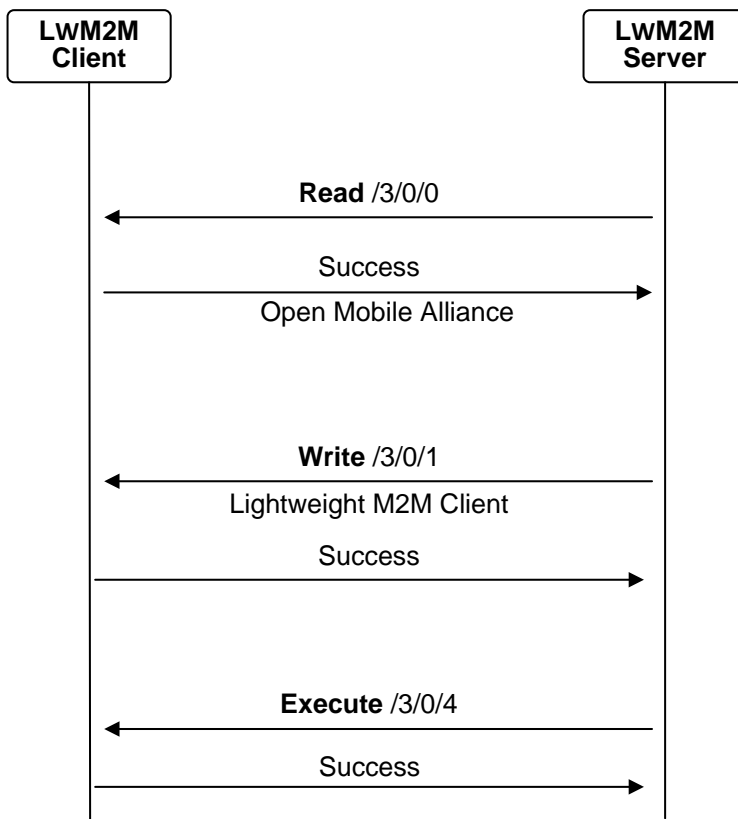 LwM2M
Client
LwM2M
Server
Read /3/0/0
Success
Open Mobile Alliance
Write /3/0/1
Lightweight M2M Client
Success
Execute /3/0/4
Success